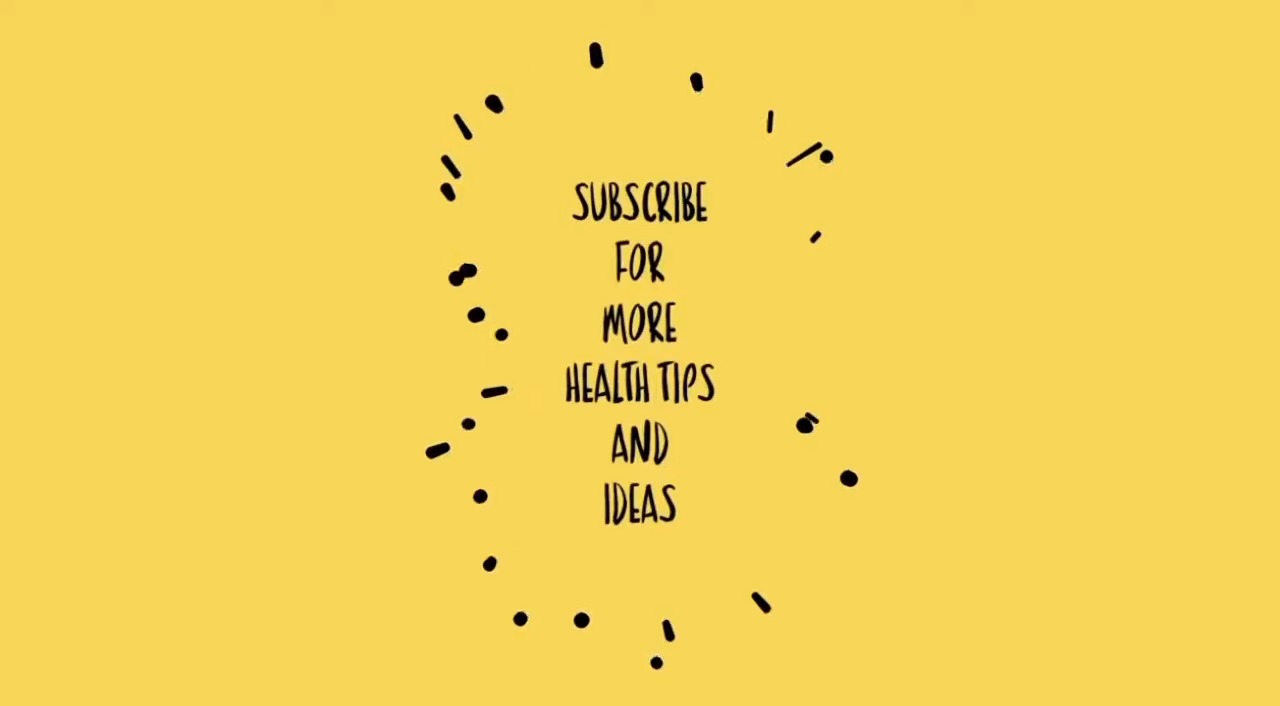 SUBSCRIBE
FOR
MORE
HEALTH TIPS
AND
IDEAS